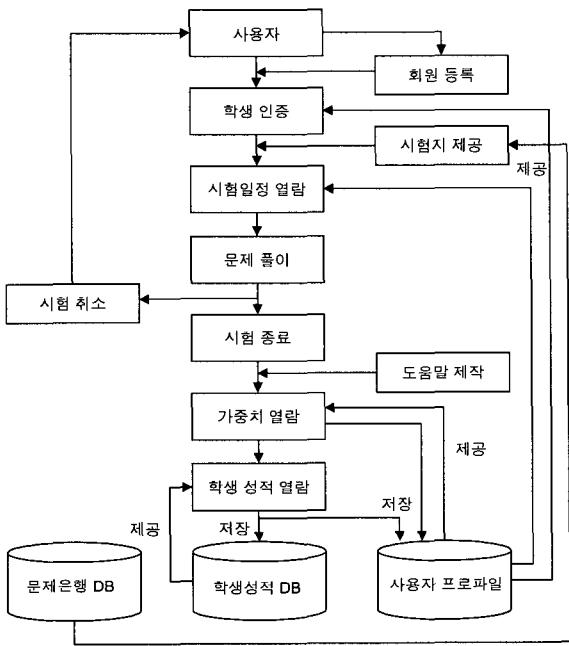 사용자
회원 등록
학생 인증
시험지 제공
제공
시험일정 열람
문제 풀이
시험 취소
시험 종료
도움말 제작
가중치 열람
제공
학생 성적 열람
저장
제공
저장
문제은행 DB
학생성적 DB
사용자 프로파일